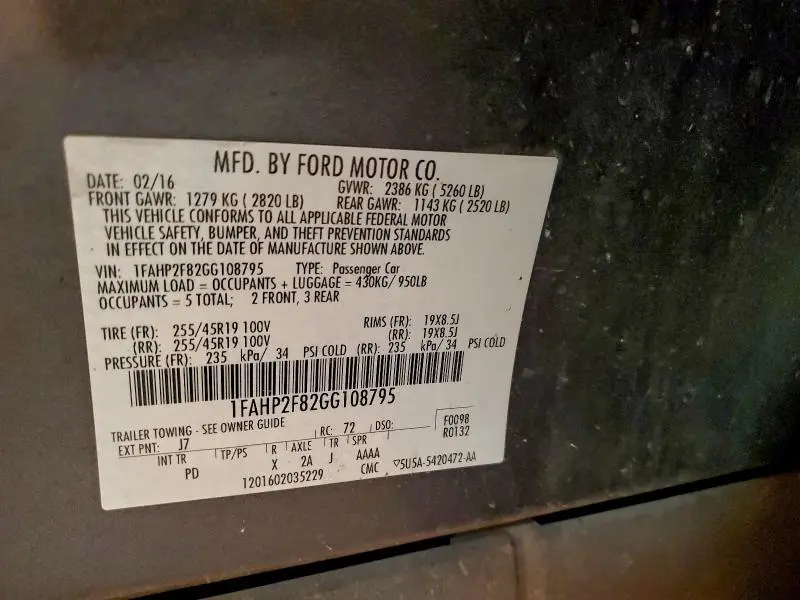 MFD. BY FORD MOTOR CO.
DATE: 02/16 GVWR: 2386 KG ( 5260 LB)
FRONT GAWR: 1279 KG ( 2820 LB) REAR GAWR: 1143 KG ( 2520 LB)
THIS VEHICLE CONFORMS TO ALL APPLICABLE FEDERAL MOTOR
VEHICLE SAFETY, BUMPER, AND THEFT PREVENTION STANDARDS
IN EFFECT ON THE DATE OF MANUFACTURE SHOWN ABOVE.
VIN: 1FAHP2F82GG108795 TYPE: Passenger Car
MAXIMUM LOAD = OCCUPANTS + LUGGAGE = 430KG/ 950LB
OCCUPANTS = 5 TOTAL; 2 FRONT, 3 REAR
TIRE (FR): 255/45R19 100V RIMS (FR): 19X8.5J
(RR): 255/45R19 100V (RR): 19X8.5J
PRESSURE (FR): 235 kPa/ 34 PSI COLD (RR): 235 kPa/ 34 PSI COLD
1FAHP2F82GG108795
TRAILER TOWING - SEE OWNER GUIDE F0098
EXT PNT: J7 RC: 72 DSO: R0132
INT TR TP/PS R AXLE TR SPR
PD X 2A J AAAA
1201602035229 CMC ▽5U5A-5420472-AA